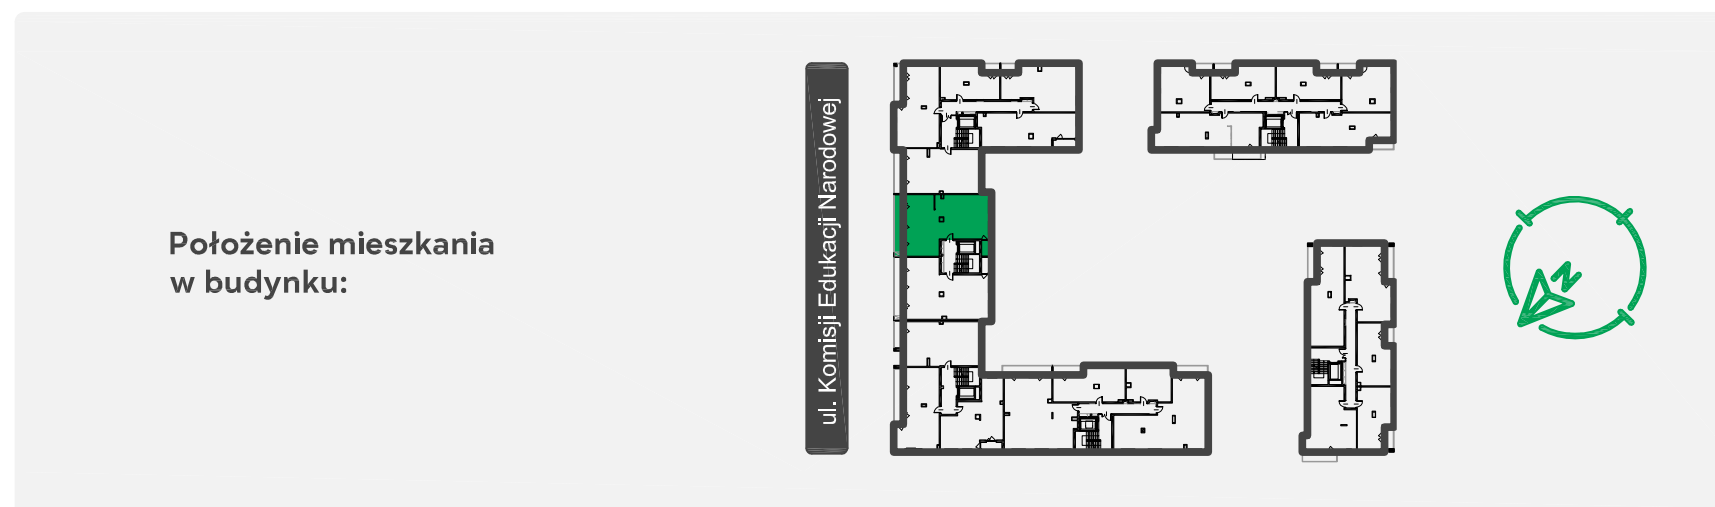 Położenie mieszkania
w budynku:
ul. Komisji Edukacji Narodowej
N